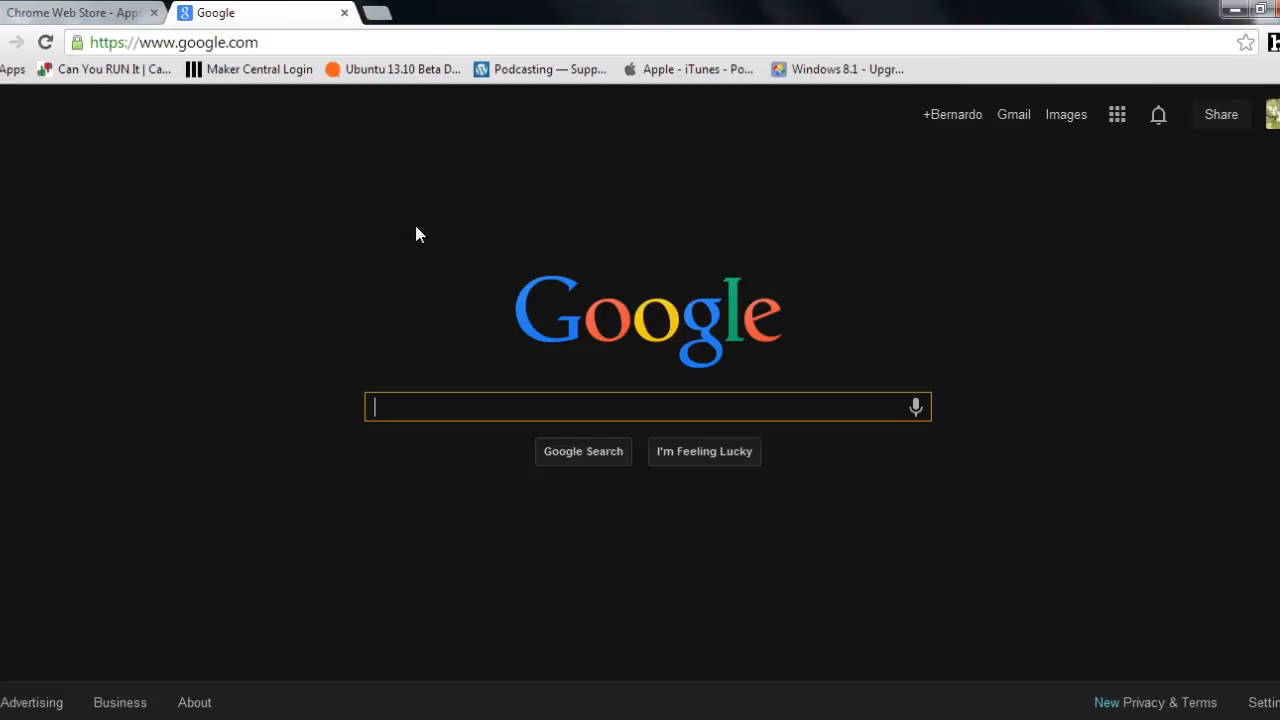 Chrome Web Store - Apps
Google
https://www.google.com
Apps
Can You RUN It | Ca...
Maker Central Login
Ubuntu 13.10 Beta D...
Podcasting — Supp...
Apple - iTunes - Po...
Windows 8.1 - Upgr...
+Bernardo Gmail Images Share
Google
Google Search I'm Feeling Lucky
Advertising Business About New Privacy & Terms Settin